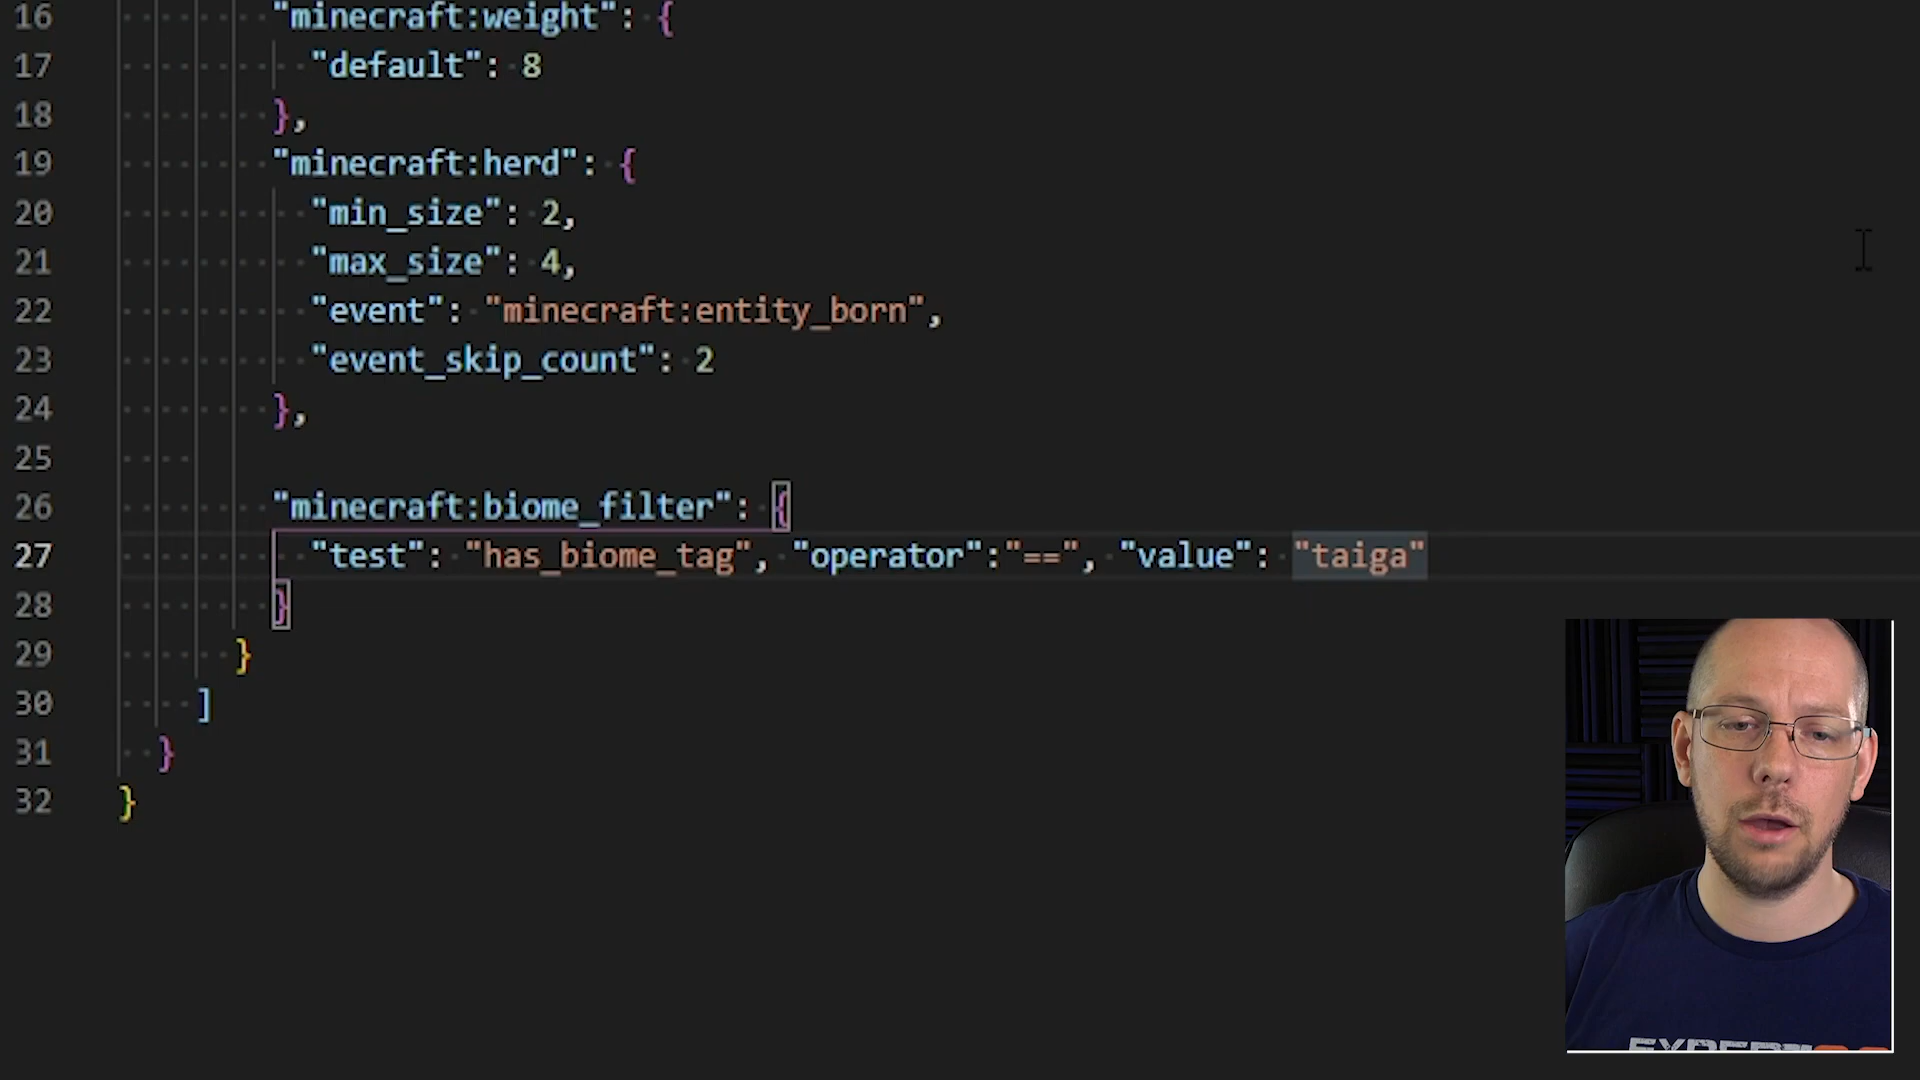 16 "minecraft:weight": {
17 "default": 8
18 },
19 "minecraft:herd": {
20 "min_size": 2,
21 "max_size": 4,
22 "event": "minecraft:entity_born",
23 "event_skip_count": 2
24 },
25
26 "minecraft:biome_filter": {
27 "test": "has_biome_tag", "operator":"==", "value": "taiga"
28 }
29 }
30 ]
31 }
32 }